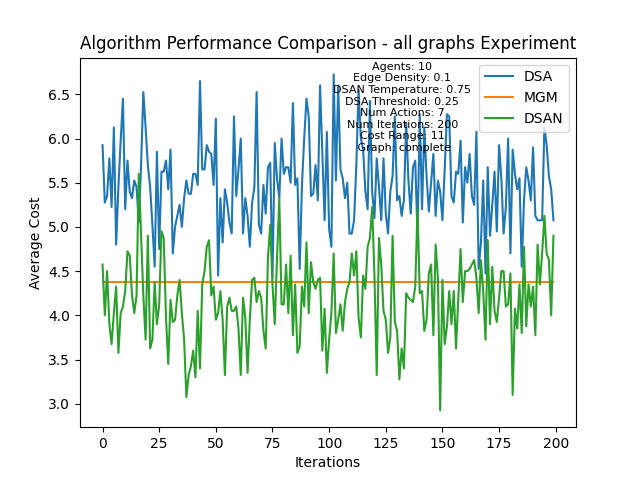 Algorithm Performance Comparison - all graphs Experiment
Agents: 10
Edge Density: 0.1
DSAN Temperature: 0.75
DSA Threshold: 0.25
Num Actions: 7
Num Iterations: 200
Cost Range: 11
Graph: complete
DSA
MGM
DSAN
Average Cost
6.5
6.0
5.5
5.0
4.5
4.0
3.5
3.0
0 25 50 75 100 125 150 175 200
Iterations